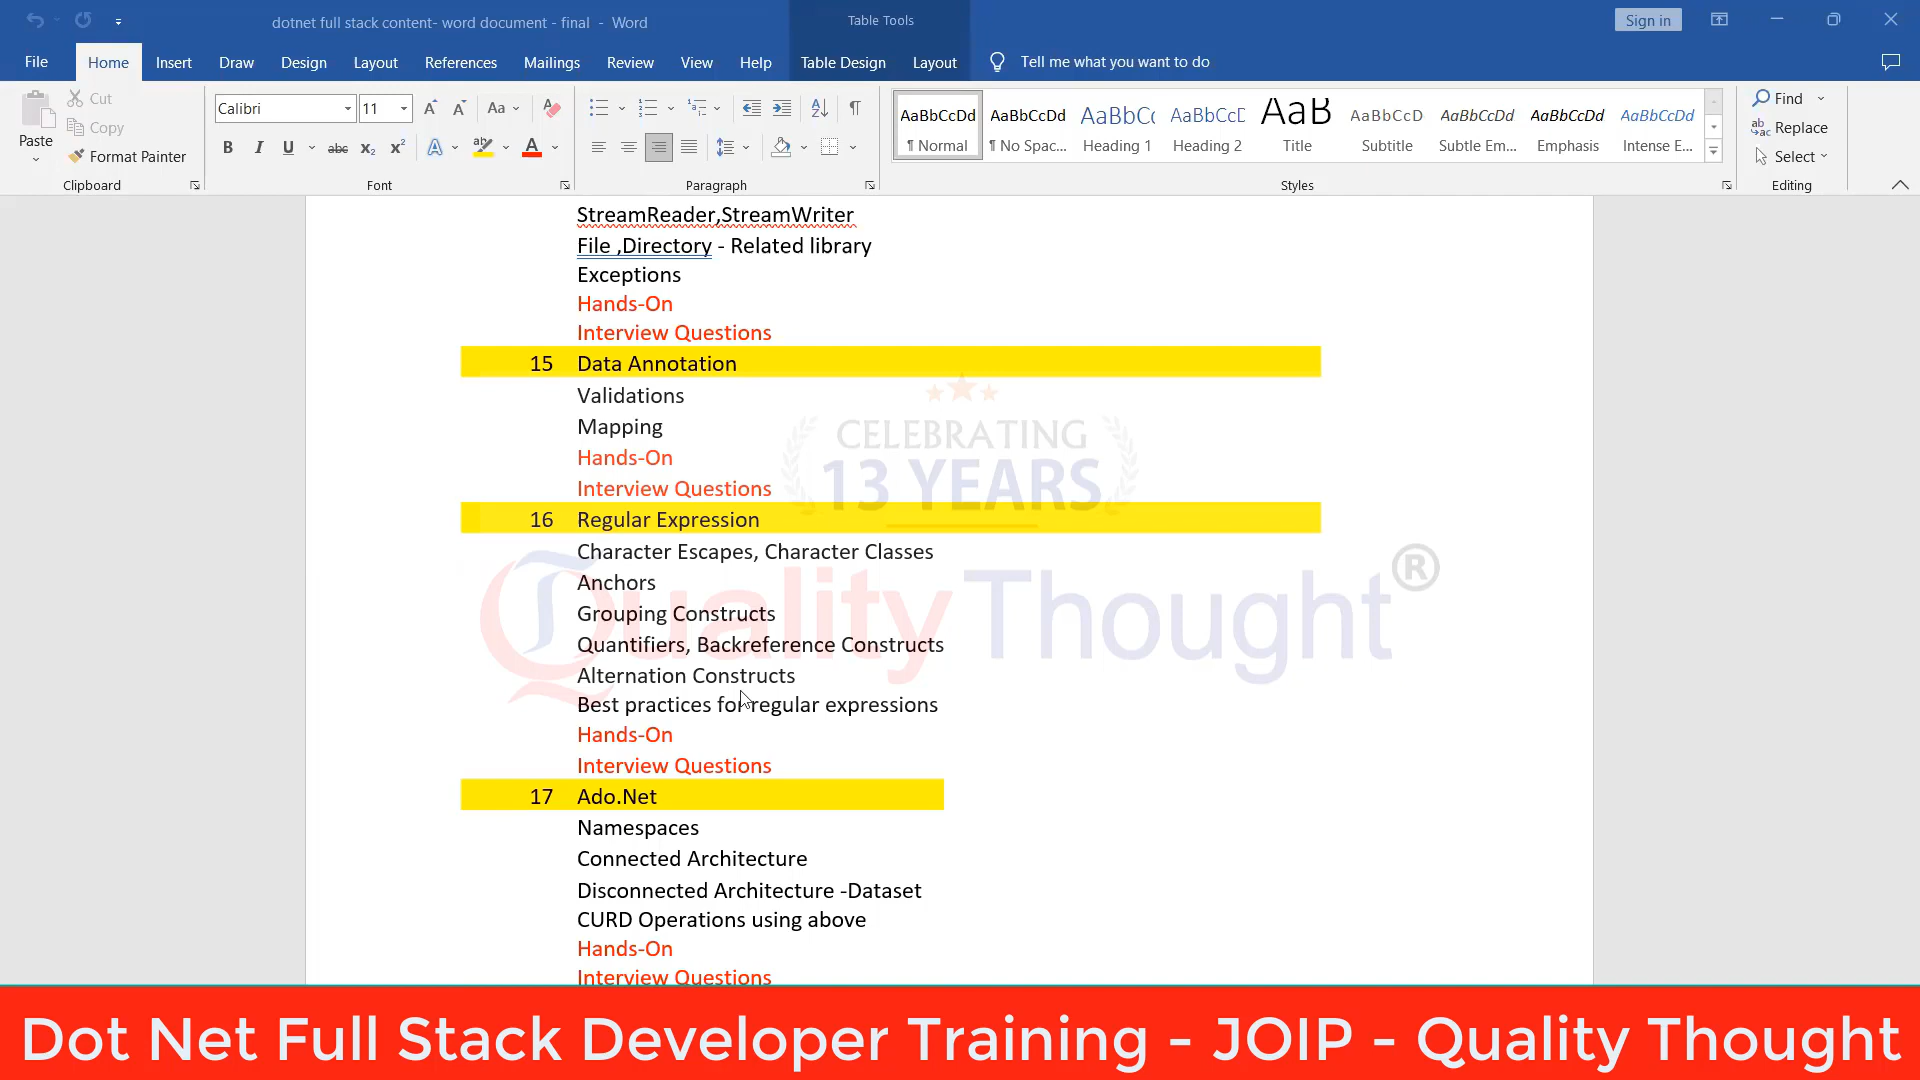 dotnet full stack content- word document - final - Word
Table Tools
Sign in
File
Home
Insert
Draw
Design
Layout
References
Mailings
Review
View
Help
Table Design
Layout
Tell me what you want to do
Paste
Cut
Copy
Format Painter
Clipboard
Calibri
11
Aa
B I U abc x₂ x²
A
A
Font
Paragraph
AaBbCcDd
¶ Normal
AaBbCcDd
¶ No Spac...
AaBbCc
Heading 1
AaBbCcD
Heading 2
AaB
Title
AaBbCcD
Subtitle
AaBbCcDd
Subtle Em...
AaBbCcDd
Emphasis
AaBbCcDd
Intense E...
Styles
Find
Replace
Select
Editing
StreamReader,StreamWriter
File ,Directory - Related library
Exceptions
Hands-On
Interview Questions
15 Data Annotation
Validations
Mapping
Hands-On
Interview Questions
16 Regular Expression
Character Escapes, Character Classes
Anchors
Grouping Constructs
Quantifiers, Backreference Constructs
Alternation Constructs
Best practices for regular expressions
Hands-On
Interview Questions
17 Ado.Net
Namespaces
Connected Architecture
Disconnected Architecture -Dataset
CURD Operations using above
Hands-On
Interview Questions
CELEBRATING
13 YEARS
QualityThought®
Dot Net Full Stack Developer Training - JOIP - Quality Thought